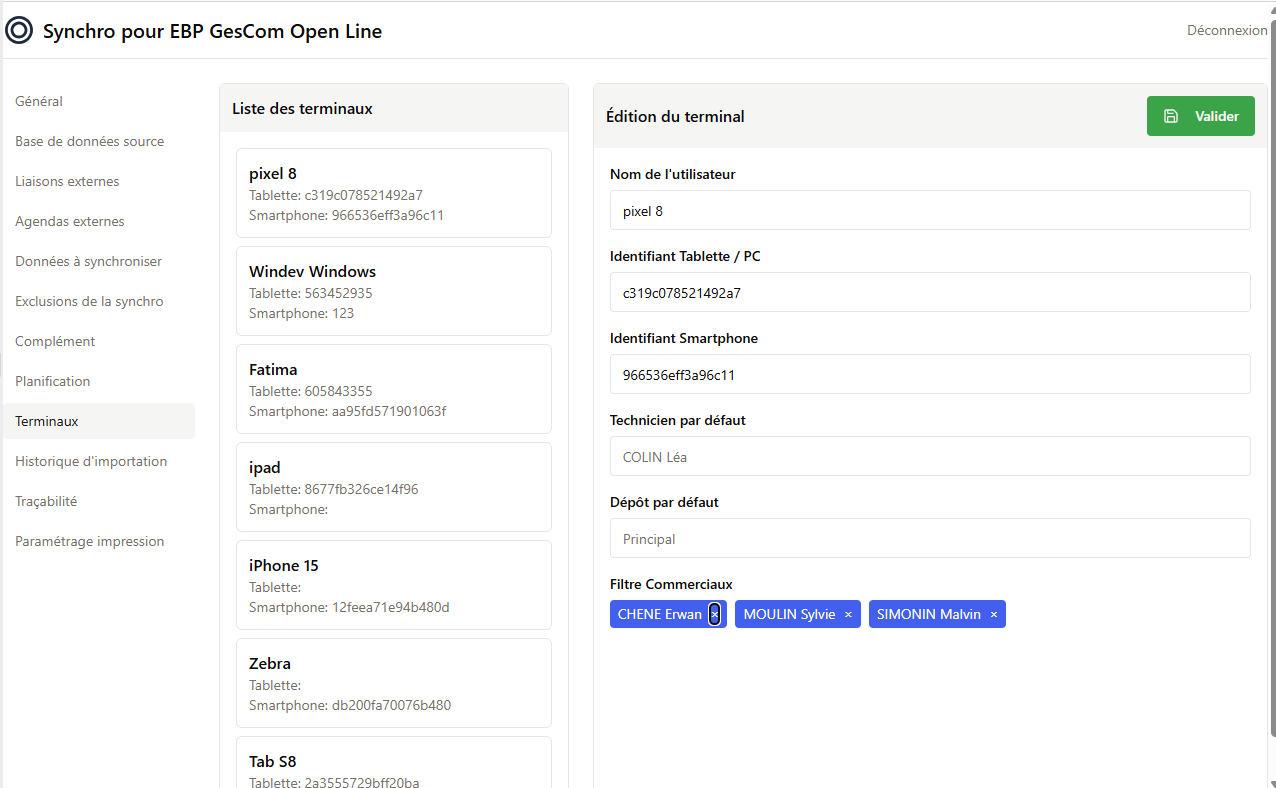 Synchro pour EBP GesCom Open Line
Déconnexion
Général
Base de données source
Liaisons externes
Agendas externes
Données à synchroniser
Exclusions de la synchro
Complément
Planification
Terminaux
Historique d'importation
Traçabilité
Paramétrage impression
Liste des terminaux
pixel 8
Tablette: c319c078521492a7
Smartphone: 966536eff3a96c11
Windev Windows
Tablette: 563452935
Smartphone: 123
Fatima
Tablette: 605843355
Smartphone: aa95fd571901063f
ipad
Tablette: 8677fb326ce14f96
Smartphone:
iPhone 15
Tablette:
Smartphone: 12feea71e94b480d
Zebra
Tablette:
Smartphone: db200fa70076b480
Tab S8
Tablette: 2a3555729bff20ba
Édition du terminal
Valider
Nom de l'utilisateur
pixel 8
Identifiant Tablette / PC
c319c078521492a7
Identifiant Smartphone
966536eff3a96c11
Technicien par défaut
COLIN Léa
Dépôt par défaut
Principal
Filtre Commerciaux
CHENE Erwan × MOULIN Sylvie × SIMONIN Malvin ×